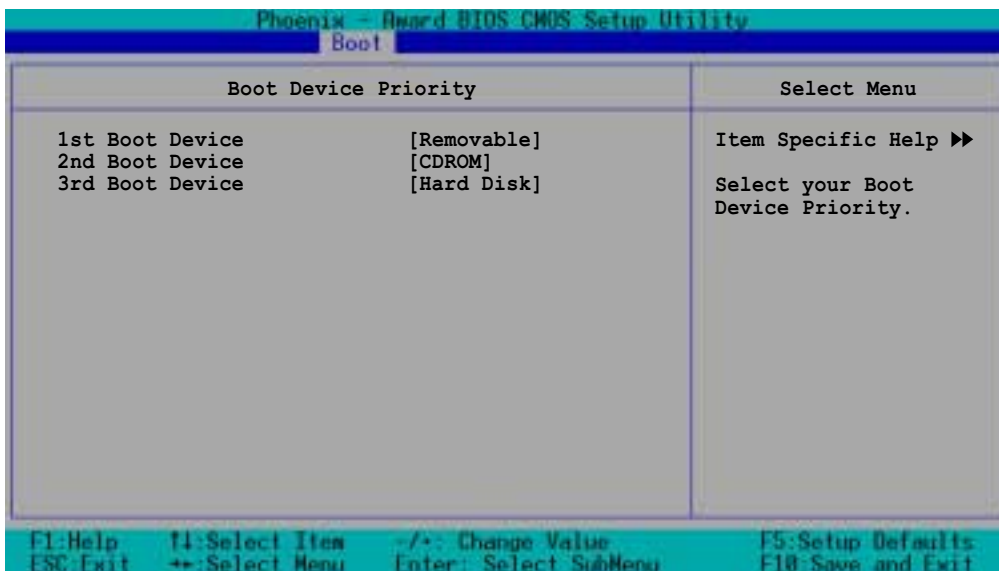 Phoenix - Award BIOS CMOS Setup Utility
Boot
Boot Device Priority
Select Menu
1st Boot Device [Removable]
2nd Boot Device [CDROM]
3rd Boot Device [Hard Disk]
Item Specific Help ▶▶
Select your Boot
Device Priority.
F1:Help ↑↓:Select Item -/+: Change Value F5:Setup Defaults
ESC:Exit ←→:Select Menu Enter: Select SubMenu F10:Save and Exit